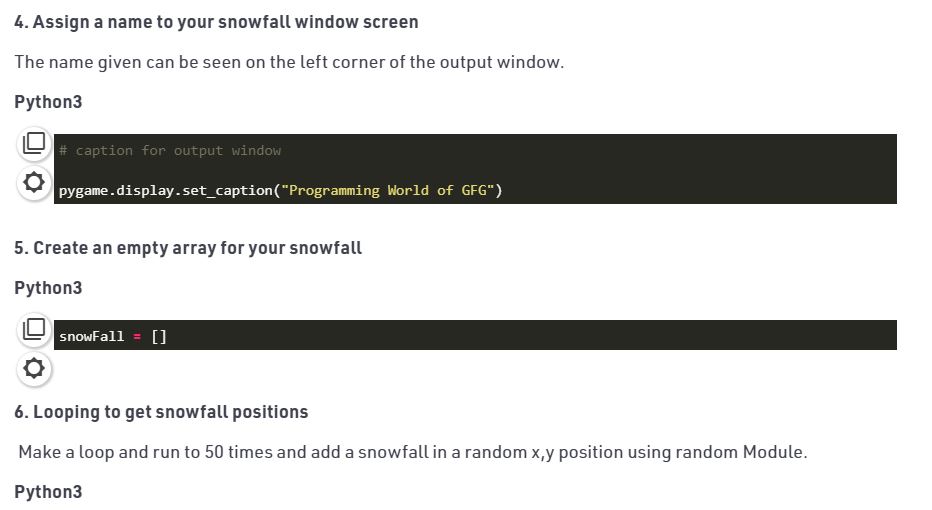 4. Assign a name to your snowfall window screen
The name given can be seen on the left corner of the output window.
Python3
# caption for output window
pygame.display.set_caption("Programming World of GFG")
5. Create an empty array for your snowfall
Python3
snowFall = []
6. Looping to get snowfall positions
Make a loop and run to 50 times and add a snowfall in a random x,y position using random Module.
Python3